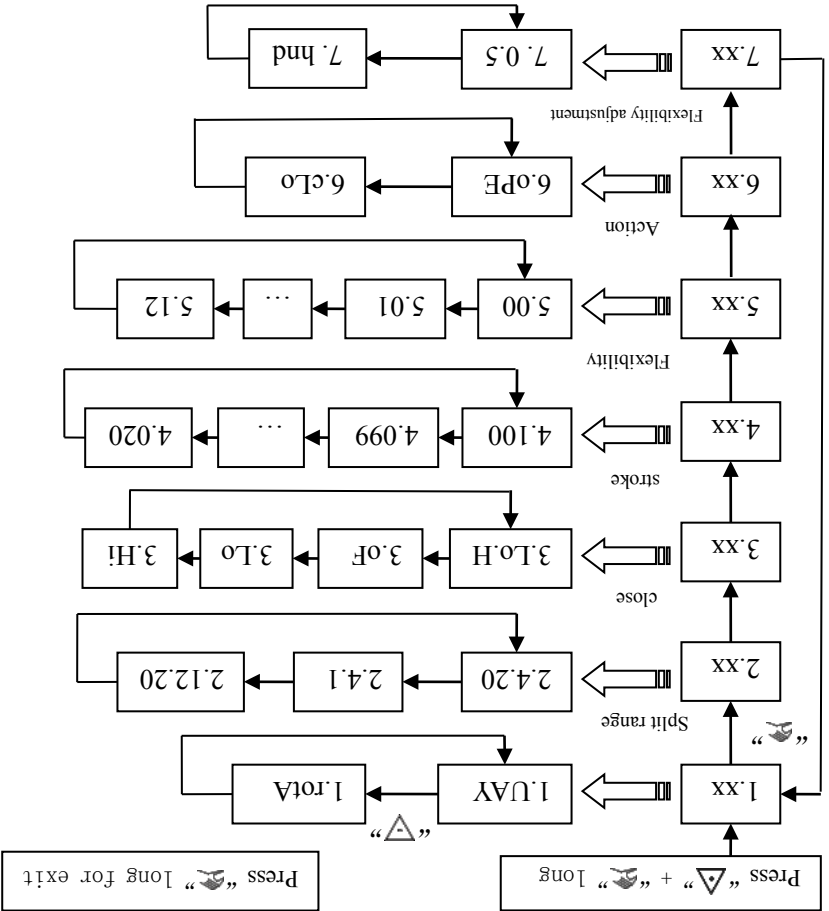 Press “△” + “☚” long
Press “☚” long for exit
“▽”
1.xx 1.UAY 1.rotA
“☚”
Split range
2.xx 2.4.20 2.4.1 2.12.20
close
3.xx 3.Lo.H 3.oF 3.Lo 3.Hi
stroke
4.xx 4.100 4.099 … 4.020
Flexibility
5.xx 5.00 5.01 … 5.12
Action
6.xx 6.oPE 6.cLo
Flexibility adjustment
7.xx 7. 0.5 7. hnd